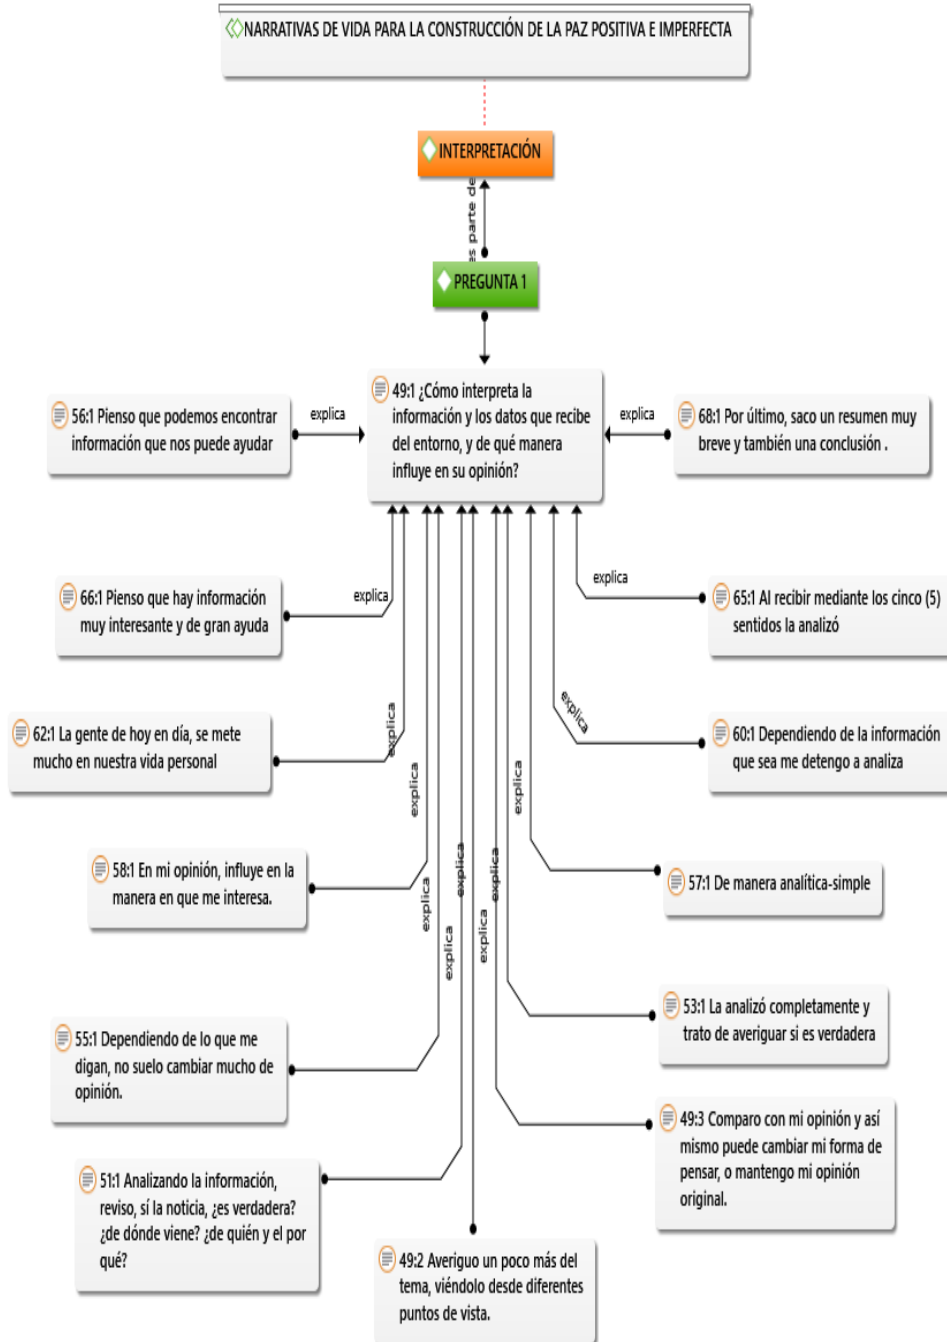 NARRATIVAS DE VIDA PARA LA CONSTRUCCIÓN DE LA PAZ POSITIVA E IMPERFECTA
INTERPRETACIÓN
es parte de
PREGUNTA 1
49:1 ¿Cómo interpreta la
información y los datos que recibe
del entorno, y de qué manera
influye en su opinión?
56:1 Pienso que podemos encontrar
información que nos puede ayudar
explica
explica
68:1 Por último, saco un resumen muy
breve y también una conclusión .
66:1 Pienso que hay información
muy interesante y de gran ayuda
explica
explica
65:1 Al recibir mediante los cinco (5)
sentidos la analizó
62:1 La gente de hoy en día, se mete
mucho en nuestra vida personal
explica
explica
60:1 Dependiendo de la información
que sea me detengo a analiza
58:1 En mi opinión, influye en la
manera en que me interesa.
explica
explica
57:1 De manera analítica-simple
55:1 Dependiendo de lo que me
digan, no suelo cambiar mucho de
opinión.
explica
explica
53:1 La analizó completamente y
trato de averiguar si es verdadera
51:1 Analizando la información,
reviso, sí la noticia, ¿es verdadera?
¿de dónde viene? ¿de quién y el por
qué?
explica
explica
49:3 Comparo con mi opinión y así
mismo puede cambiar mi forma de
pensar, o mantengo mi opinión
original.
explica
49:2 Averiguo un poco más del
tema, viéndolo desde diferentes
puntos de vista.